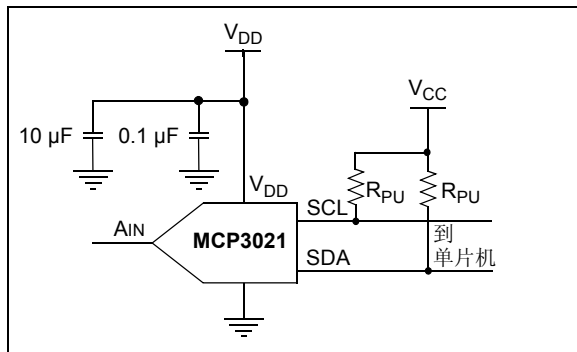 VDD
VCC
10 µF
0.1 µF
VDD
RPU
RPU
SCL
AIN
MCP3021
到
SDA
单片机